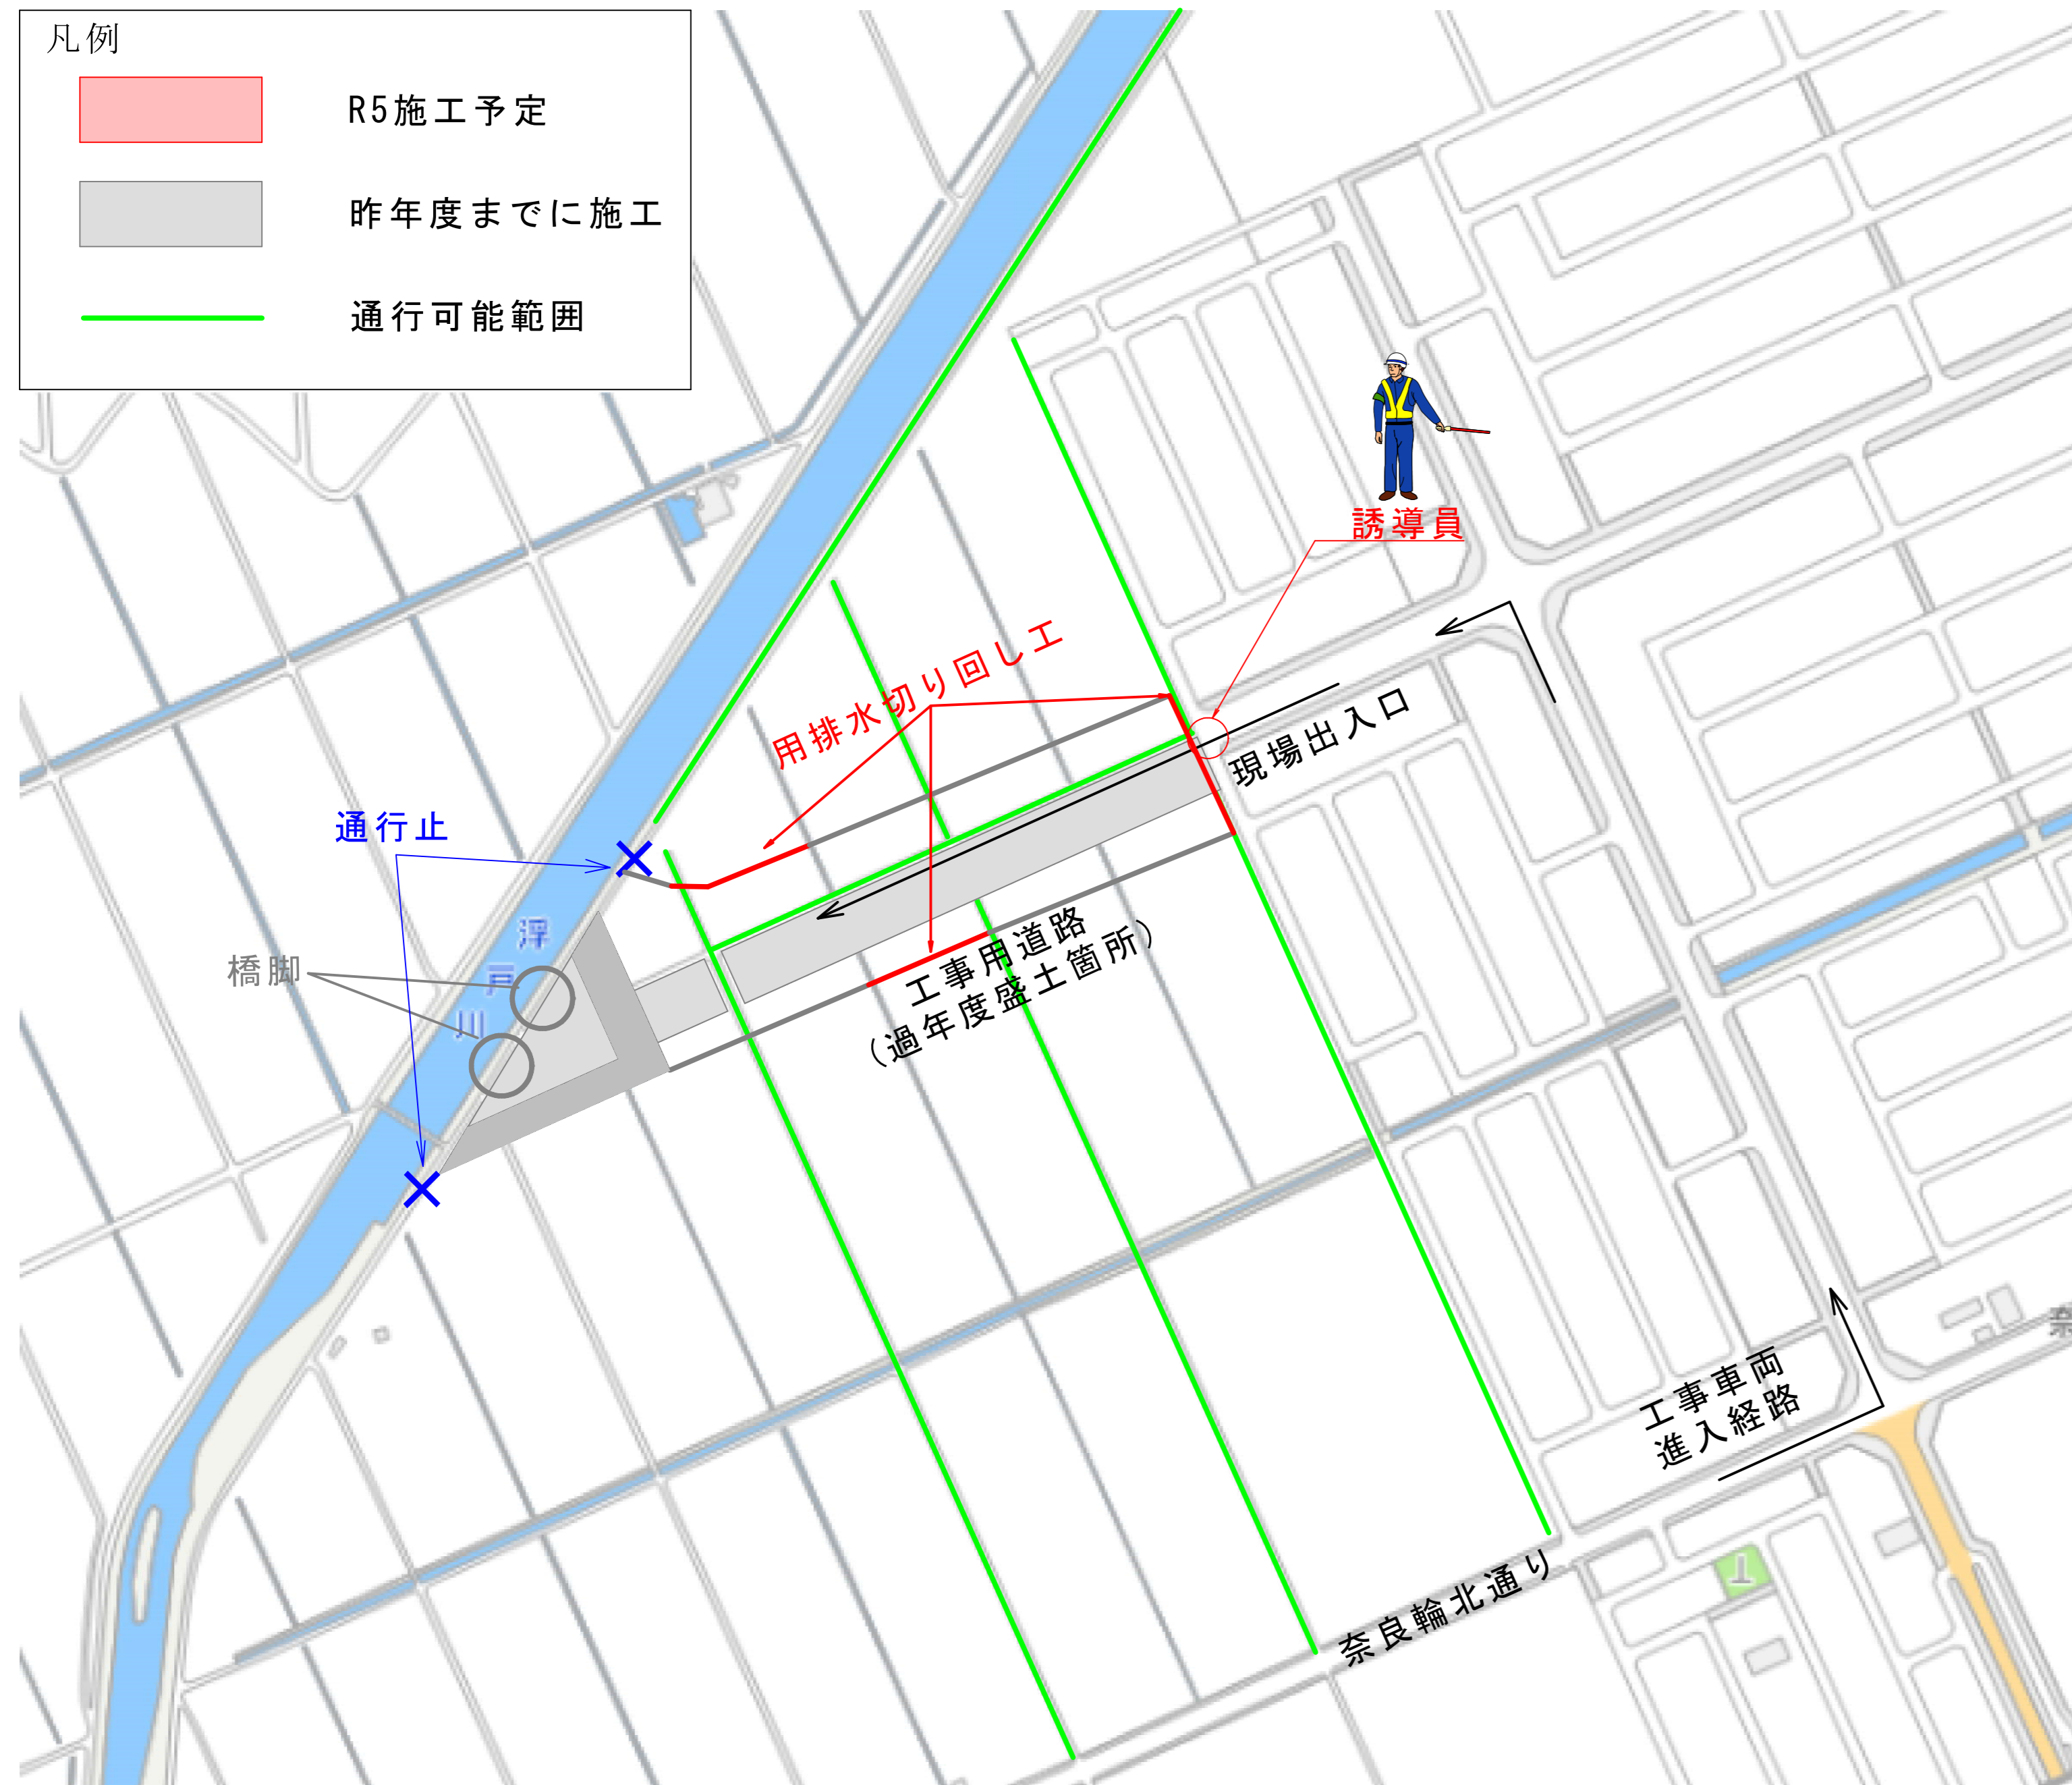 凡例
R5施工予定
昨年度までに施工
通行可能範囲
誘導員
用排水切り回し工
現場出入口
通行止
浮戸川
橋脚
工事用道路
(過年度盛土箇所)
工事車両
進入経路
奈良輪北通り
奈